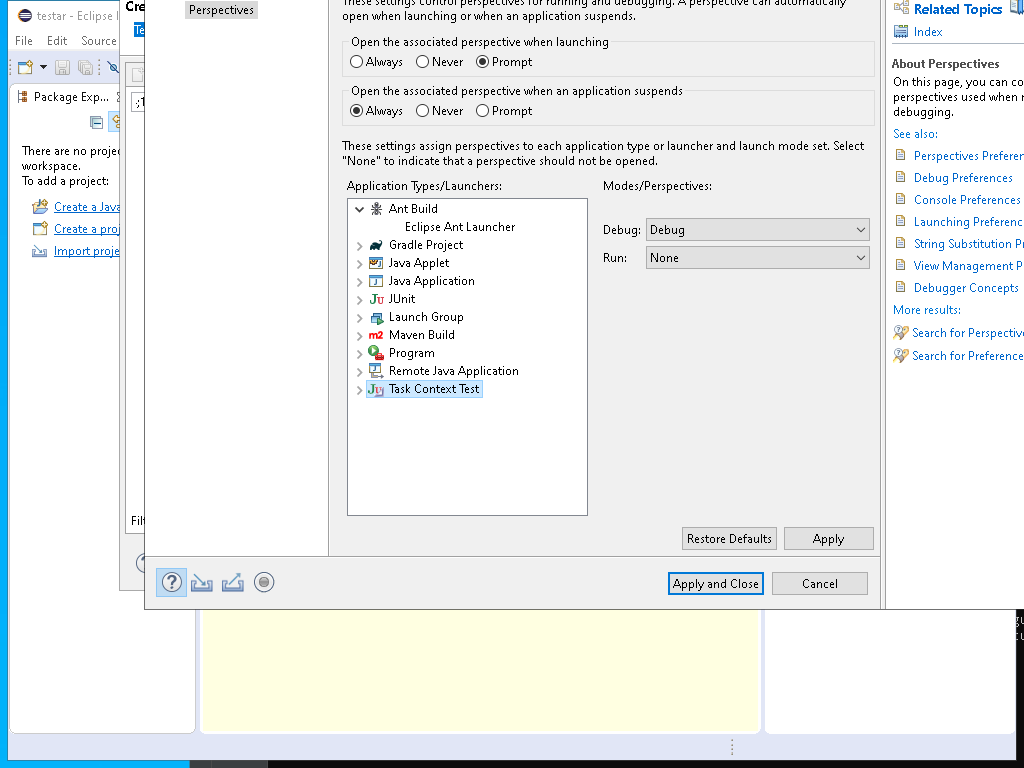 testar - Eclipse I
File
Edit
Source
Package Exp...
There are no proje
workspace.
To add a project:
Create a Java
Create a proj
Import proje
Cre
Te
Filt
Perspectives
These settings control perspectives for running and debugging. A perspective can automatically
open when launching or when an application suspends.
Open the associated perspective when launching
Always
Never
Prompt
Open the associated perspective when an application suspends
Always
Never
Prompt
These settings assign perspectives to each application type or launcher and launch mode set. Select
"None" to indicate that a perspective should not be opened.
Application Types/Launchers:
Ant Build
Eclipse Ant Launcher
Gradle Project
Java Applet
Java Application
JUnit
Launch Group
Maven Build
Program
Remote Java Application
Task Context Test
Modes/Perspectives:
Debug:
Debug
Run:
None
Restore Defaults
Apply
Apply and Close
Cancel
Related Topics
Index
About Perspectives
On this page, you can co
perspectives used when r
debugging.
See also:
Perspectives Preferen
Debug Preferences
Console Preferences
Launching Preferenc
String Substitution Pr
View Management P
Debugger Concepts
More results:
Search for Perspective
Search for Preference